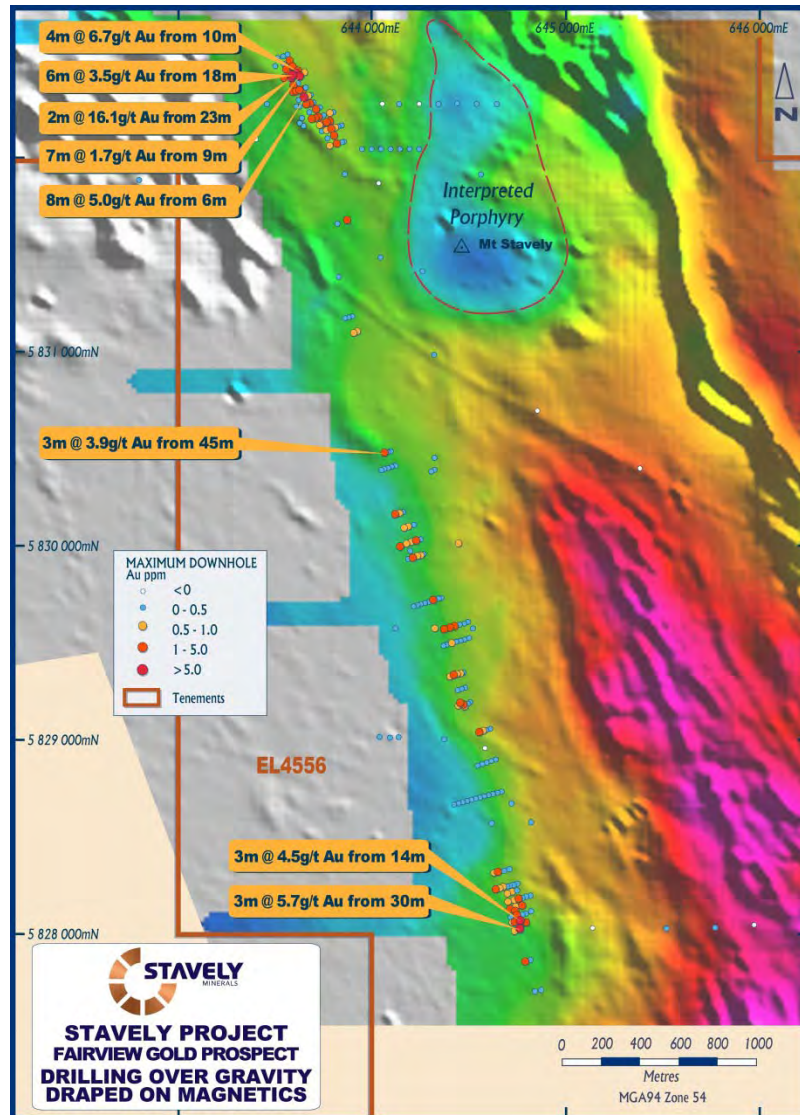 644 000mE
645 000mE
646 000mE
4m @ 6.7g/t Au from 10m
6m @ 3.5g/t Au from 18m
2m @ 16.1g/t Au from 23m
7m @ 1.7g/t Au from 9m
8m @ 5.0g/t Au from 6m
N
Interpreted
Porphyry
Mt Stavely
5 831 000mN
3m @ 3.9g/t Au from 45m
5 830 000mN
MAXIMUM DOWNHOLE
Au ppm
<0
0 - 0.5
0.5 - 1.0
1 - 5.0
>5.0
Tenements
5 829 000mN
EL4556
3m @ 4.5g/t Au from 14m
3m @ 5.7g/t Au from 30m
5 828 000mN
STAVELY
MINERALS
STAVELY PROJECT
FAIRVIEW GOLD PROSPECT
DRILLING OVER GRAVITY
DRAPED ON MAGNETICS
0 200 400 600 800 1000
Metres
MGA94 Zone 54